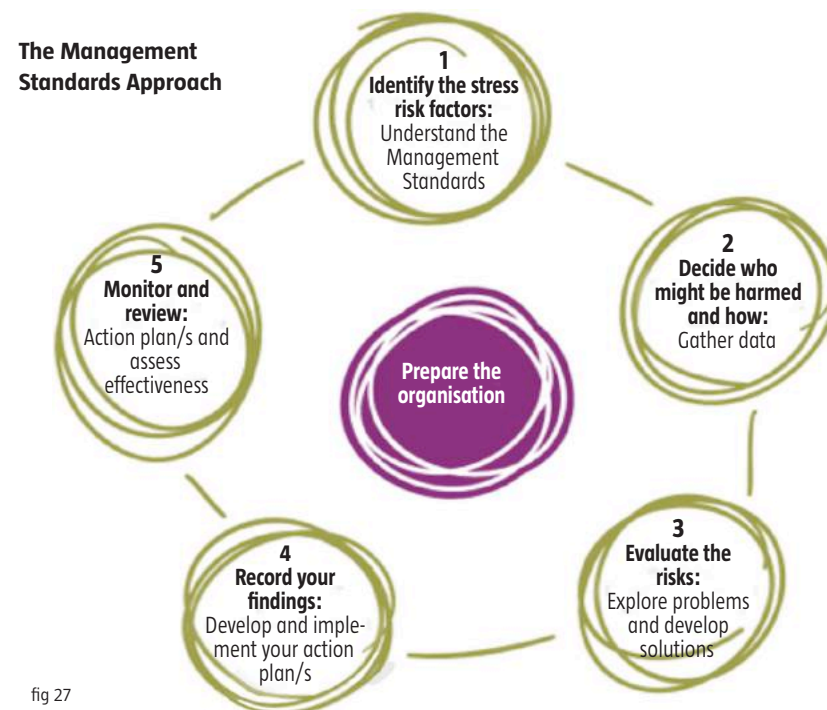 The Management
Standards Approach
1
Identify the stress
risk factors:
Understand the
Management
Standards
2
Decide who
might be harmed
and how:
Gather data
3
Evaluate the
risks:
Explore problems
and develop
solutions
4
Record your
findings:
Develop and imple-
ment your action
plan/s
5
Monitor and
review:
Action plan/s and
assess
effectiveness
Prepare the
organisation
fig 27